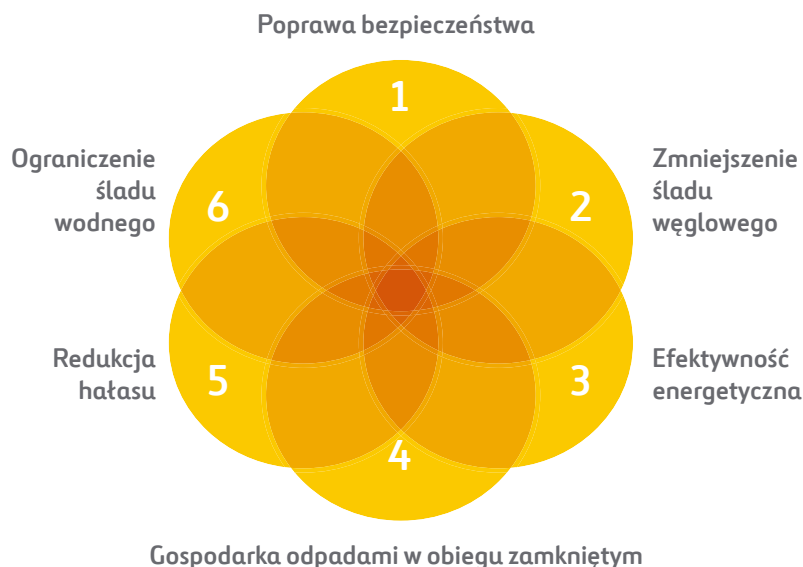 Poprawa bezpieczeństwa
1
Zmniejszenie
śladu
węglowego
2
Efektywność
energetyczna
3
4
Gospodarka odpadami w obiegu zamkniętym
Redukcja
hałasu
5
Ograniczenie
śladu
wodnego
6